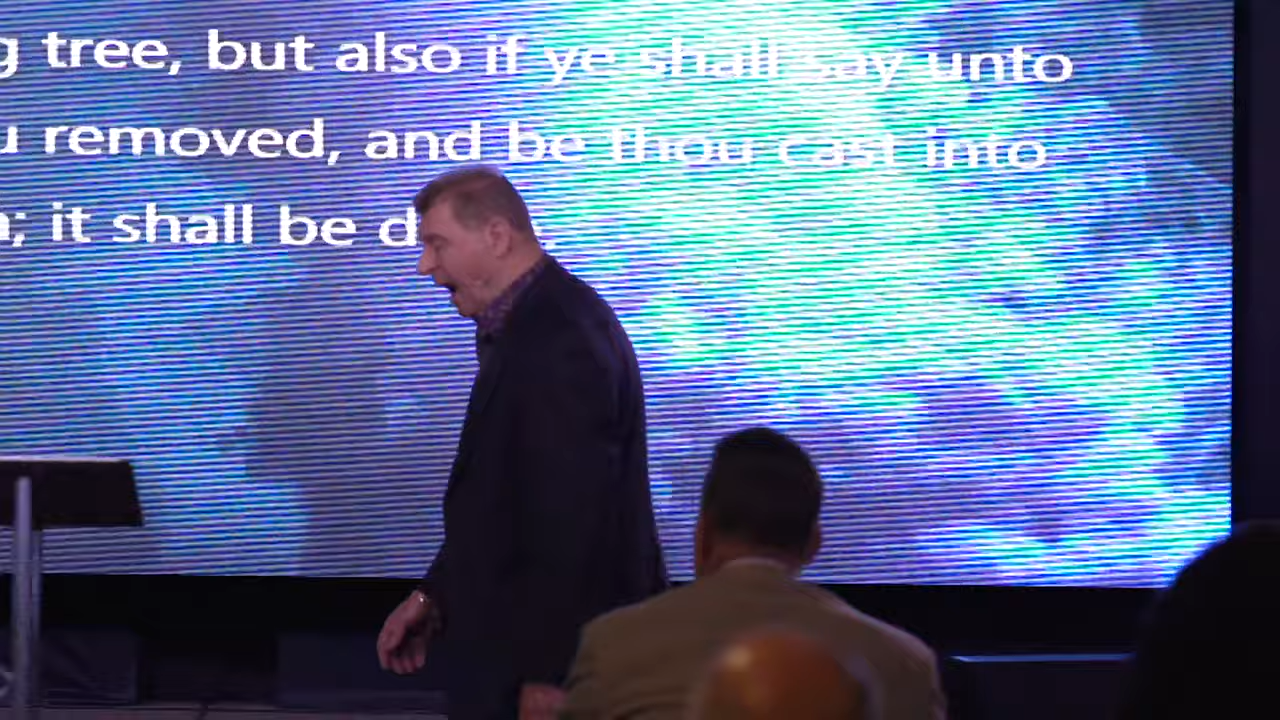 g tree, but also if ye shall say unto
u removed, and be thou cast into
; it shall be